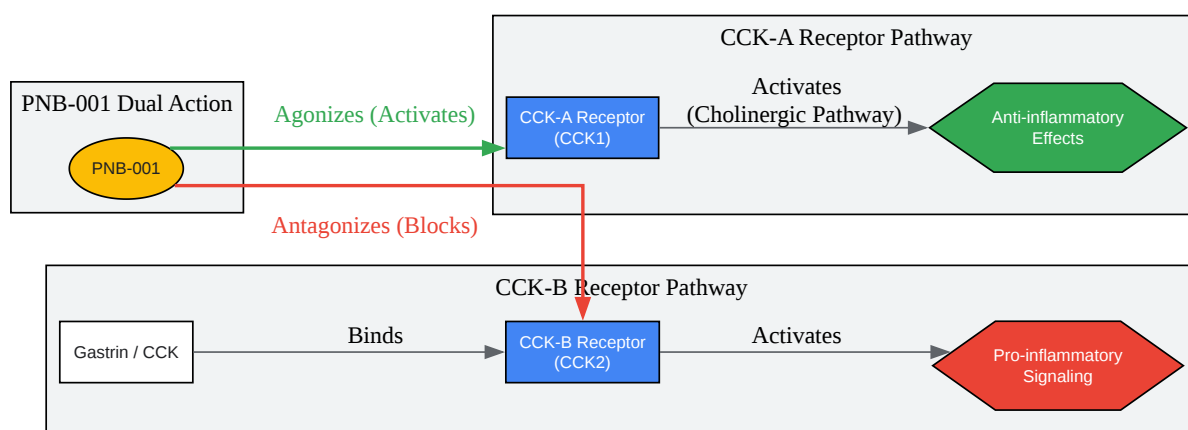 CCK-A Receptor Pathway
PNB-001 Dual Action
PNB-001
Agonizes (Activates)
CCK-A Receptor
(CCK1)
Activates
(Cholinergic Pathway)
Anti-inflammatory
Effects
Antagonizes (Blocks)
CCK-B Receptor Pathway
Gastrin / CCK
Binds
CCK-B Receptor
(CCK2)
Activates
Pro-inflammatory
Signaling